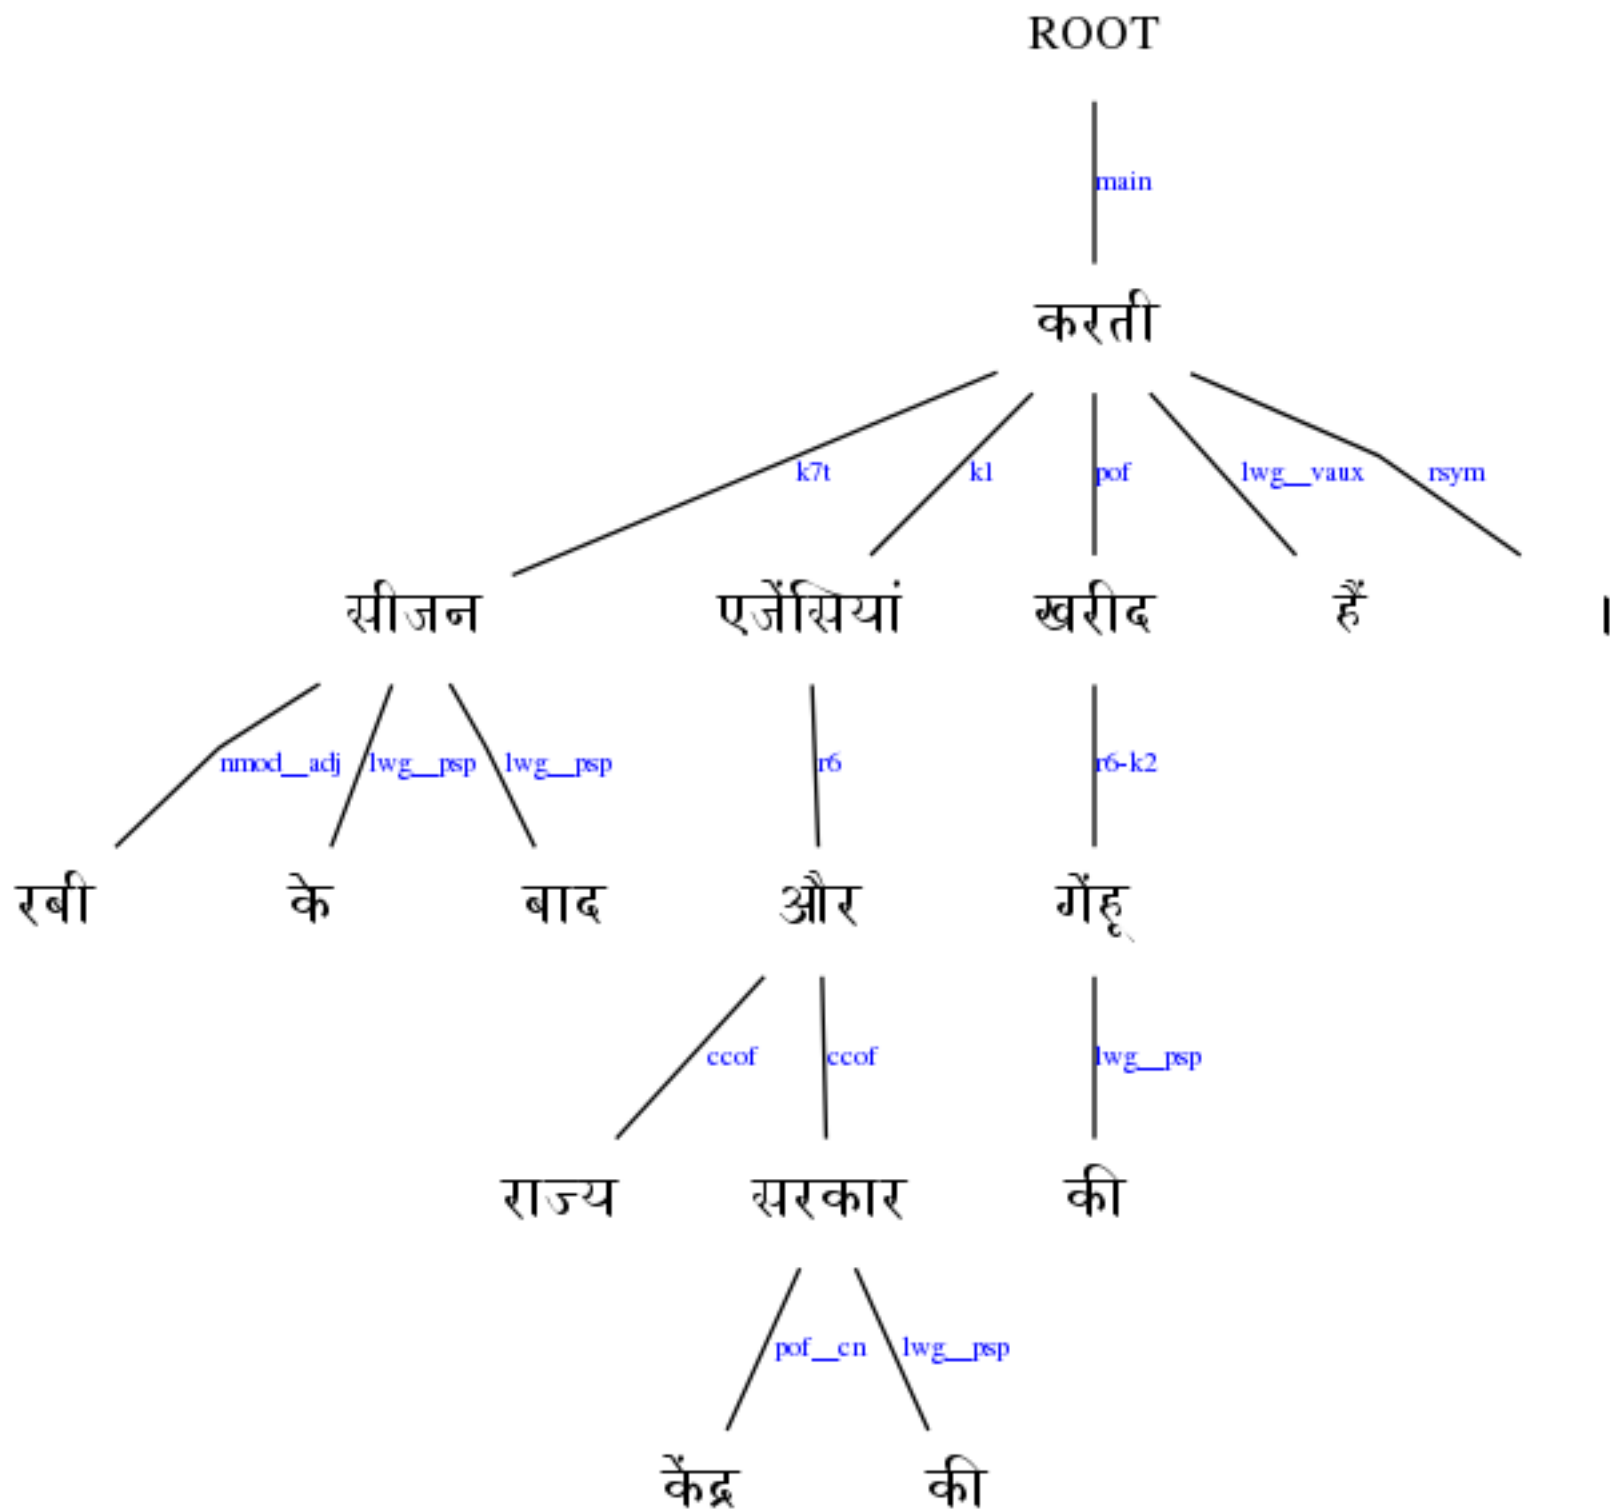 ROOT
main
करती
k7t k1 pof lwg__vaux rsym
सीजन एजेंसियां खरीद हैं ।
nmod__adj lwg__psp lwg__psp r6 r6-k2
रबी के बाद और गेंहू
ccof ccof lwg__psp
राज्य सरकार की
pof__cn lwg__psp
केंद्र की